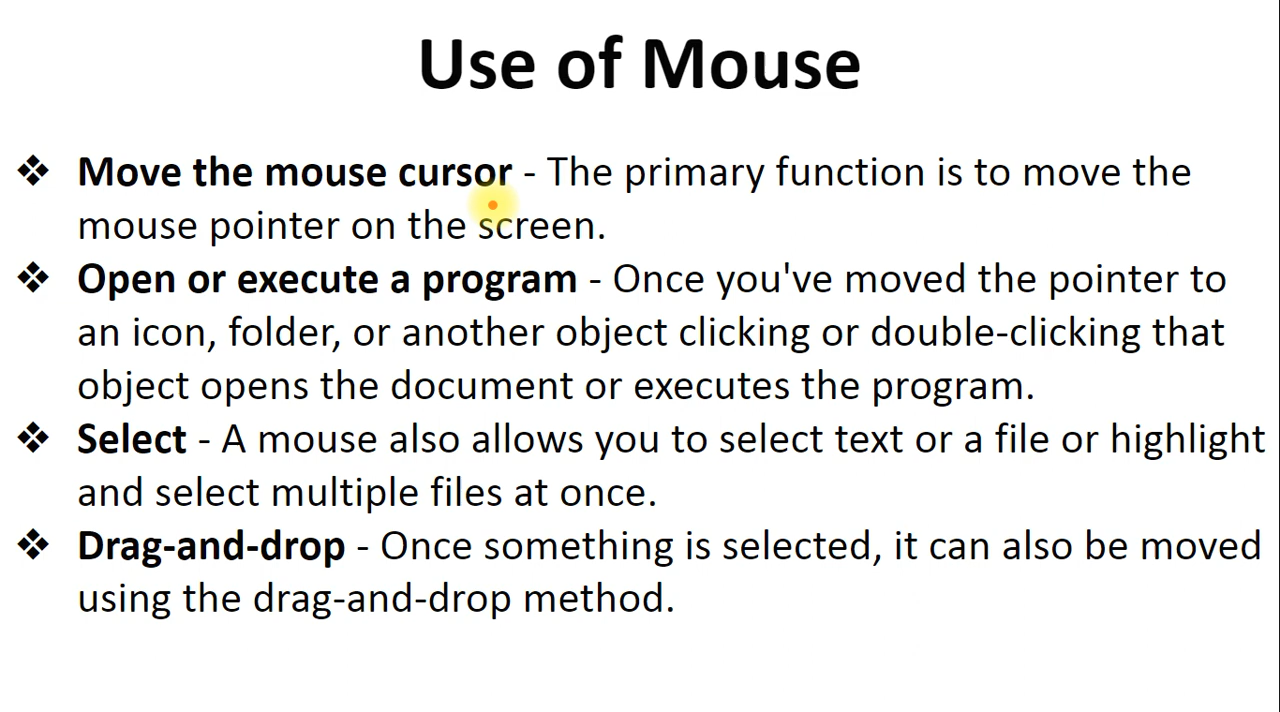 Use of Mouse
❖ Move the mouse cursor - The primary function is to move the
mouse pointer on the screen.
❖ Open or execute a program - Once you've moved the pointer to
an icon, folder, or another object clicking or double-clicking that
object opens the document or executes the program.
❖ Select - A mouse also allows you to select text or a file or highlight
and select multiple files at once.
❖ Drag-and-drop - Once something is selected, it can also be moved
using the drag-and-drop method.